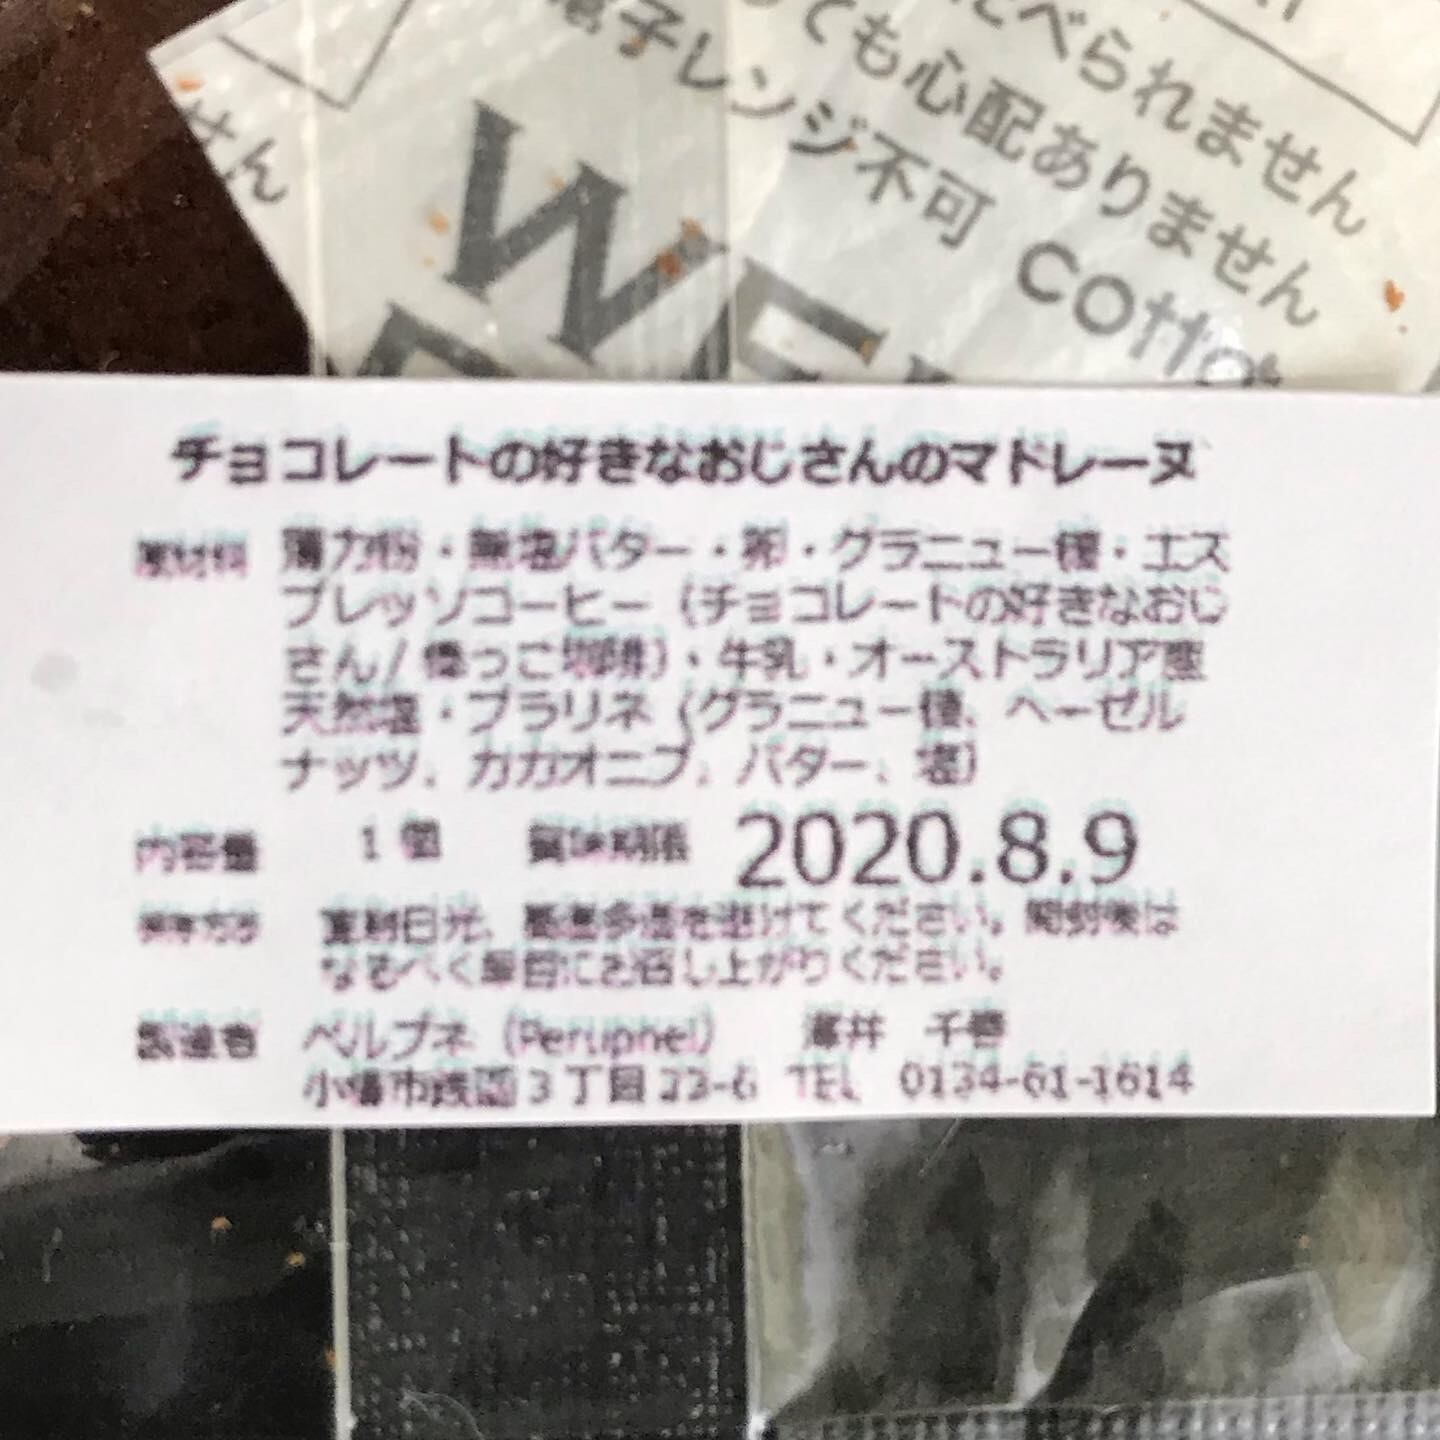 べられません
ても心配ありません
子レンジ不可 cotta
せん
チョコレートの好きなおじさんのマドレーヌ
原材料 薄力粉・無塩バター・卵・グラニュー糖・エス
プレッソコーヒー（チョコレートの好きなおじ
さん/ 珈琲）・牛乳・オーストラリア産
天然塩・プラリネ（グラニュー糖、ヘーゼル
ナッツ、カカオニブ、バター、塩）
内容量 1個 賞味期限 2020.8.9
保存方法 直射日光、高温多湿を避けてください。開封後は
なるべく早目にお召し上がりください。
製造者 ペルプネ（Peruphel） 薄井 千春
小樽市銭函3丁目23-6 TEL 0134-61-1614